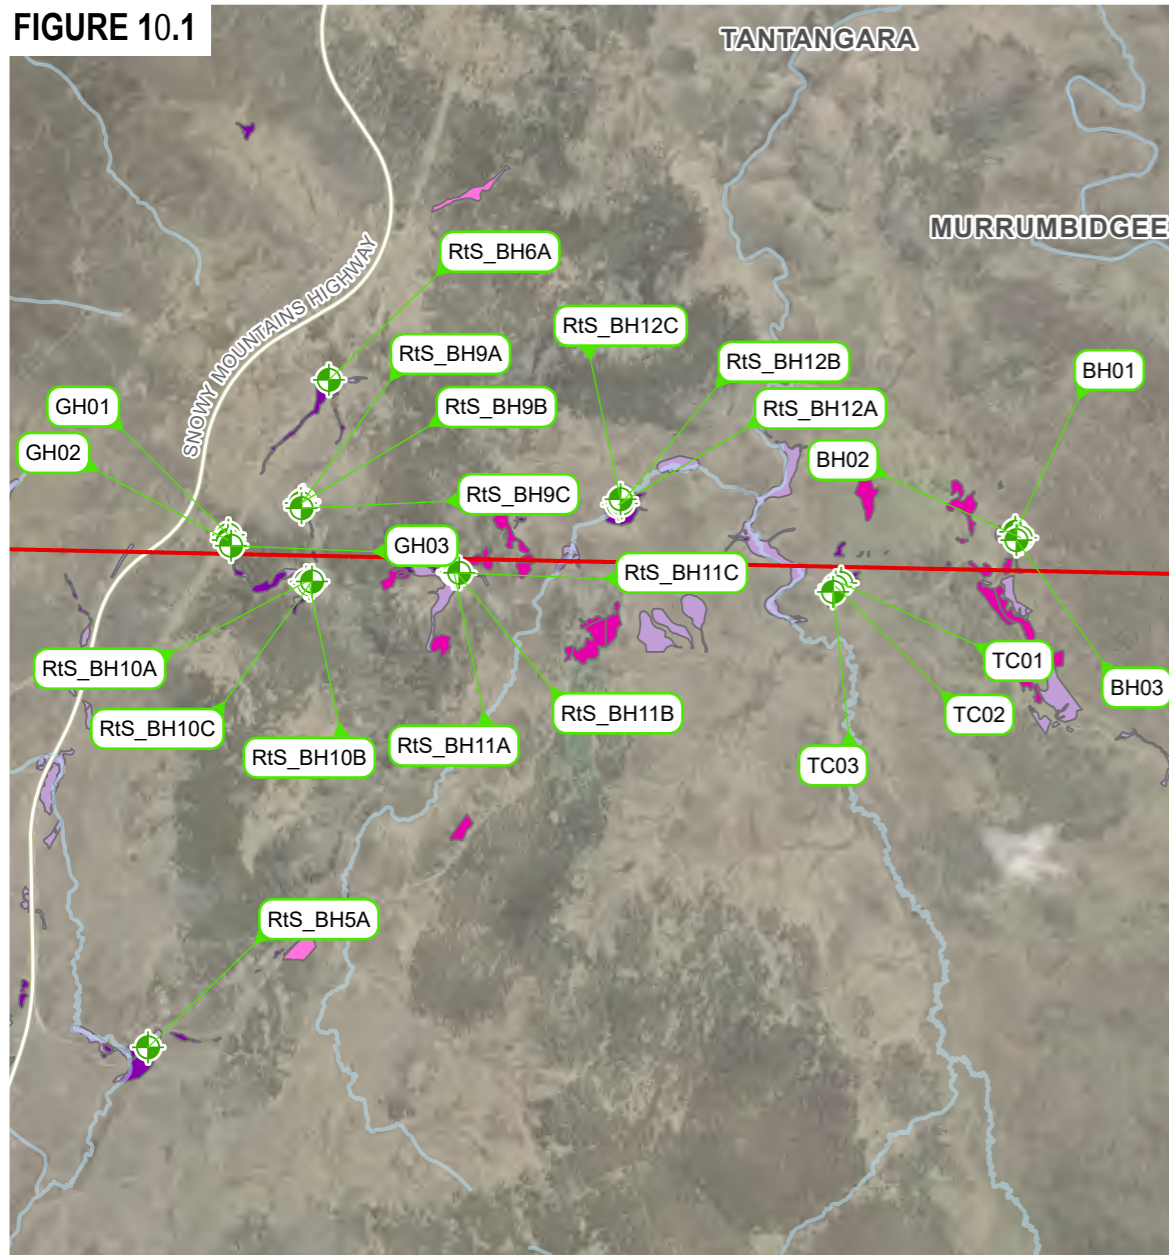 FIGURE 10.1
TANTANGARA
MURRUMBIDGEE
SNOWY MOUNTAINS HIGHWAY
RtS_BH6A
RtS_BH12C
RtS_BH9A
RtS_BH12B
BH01
GH01
RtS_BH9B
RtS_BH12A
GH02
BH02
RtS_BH9C
GH03
RtS_BH11C
RtS_BH10A
TC01
BH03
RtS_BH10C
RtS_BH11B
TC02
RtS_BH10B
RtS_BH11A
TC03
RtS_BH5A